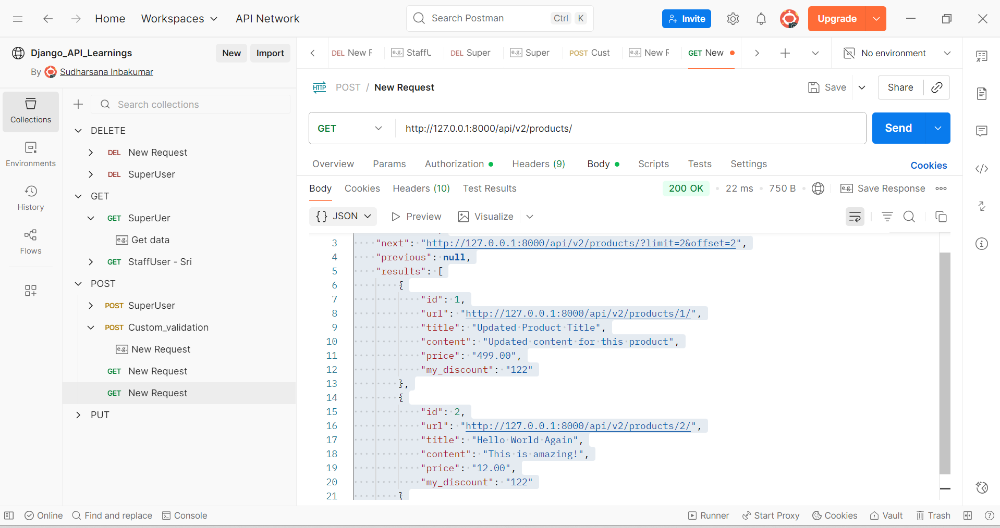 Home Workspaces API Network Search Postman Ctrl K Invite Upgrade
Django_API_Learnings New Import
By Sudharsana Inbakumar
DEL New F e.g. StaffU DEL Super e.g. Super POST Cust e.g. New F GET New No environment
HTTP POST / New Request Save Share
Collections
Environments
History
Flows
Search collections
DELETE
DEL New Request
DEL SuperUser
GET
GET SuperUer
e.g. Get data
GET StaffUser - Sri
POST
POST SuperUser
POST Custom_validation
e.g. New Request
GET New Request
GET New Request
PUT
GET http://127.0.0.1:8000/api/v2/products/ Send
Overview Params Authorization Headers (9) Body Scripts Tests Settings Cookies
Body Cookies Headers (10) Test Results 200 OK 22 ms 750 B e.g. Save Response
{} JSON Preview Visualize
3 "next": "http://127.0.0.1:8000/api/v2/products/?limit=2&offset=2",
4 "previous": null,
5 "results": [
6 {
7 "id": 1,
8 "url": "http://127.0.0.1:8000/api/v2/products/1/",
9 "title": "Updated Product Title",
10 "content": "Updated content for this product",
11 "price": "499.00",
12 "my_discount": "122"
13 },
14 {
15 "id": 2,
16 "url": "http://127.0.0.1:8000/api/v2/products/2/",
17 "title": "Hello World Again",
18 "content": "This is amazing!",
19 "price": "12.00",
20 "my_discount": "122"
21 }
Online Find and replace Console Runner Start Proxy Cookies Vault Trash